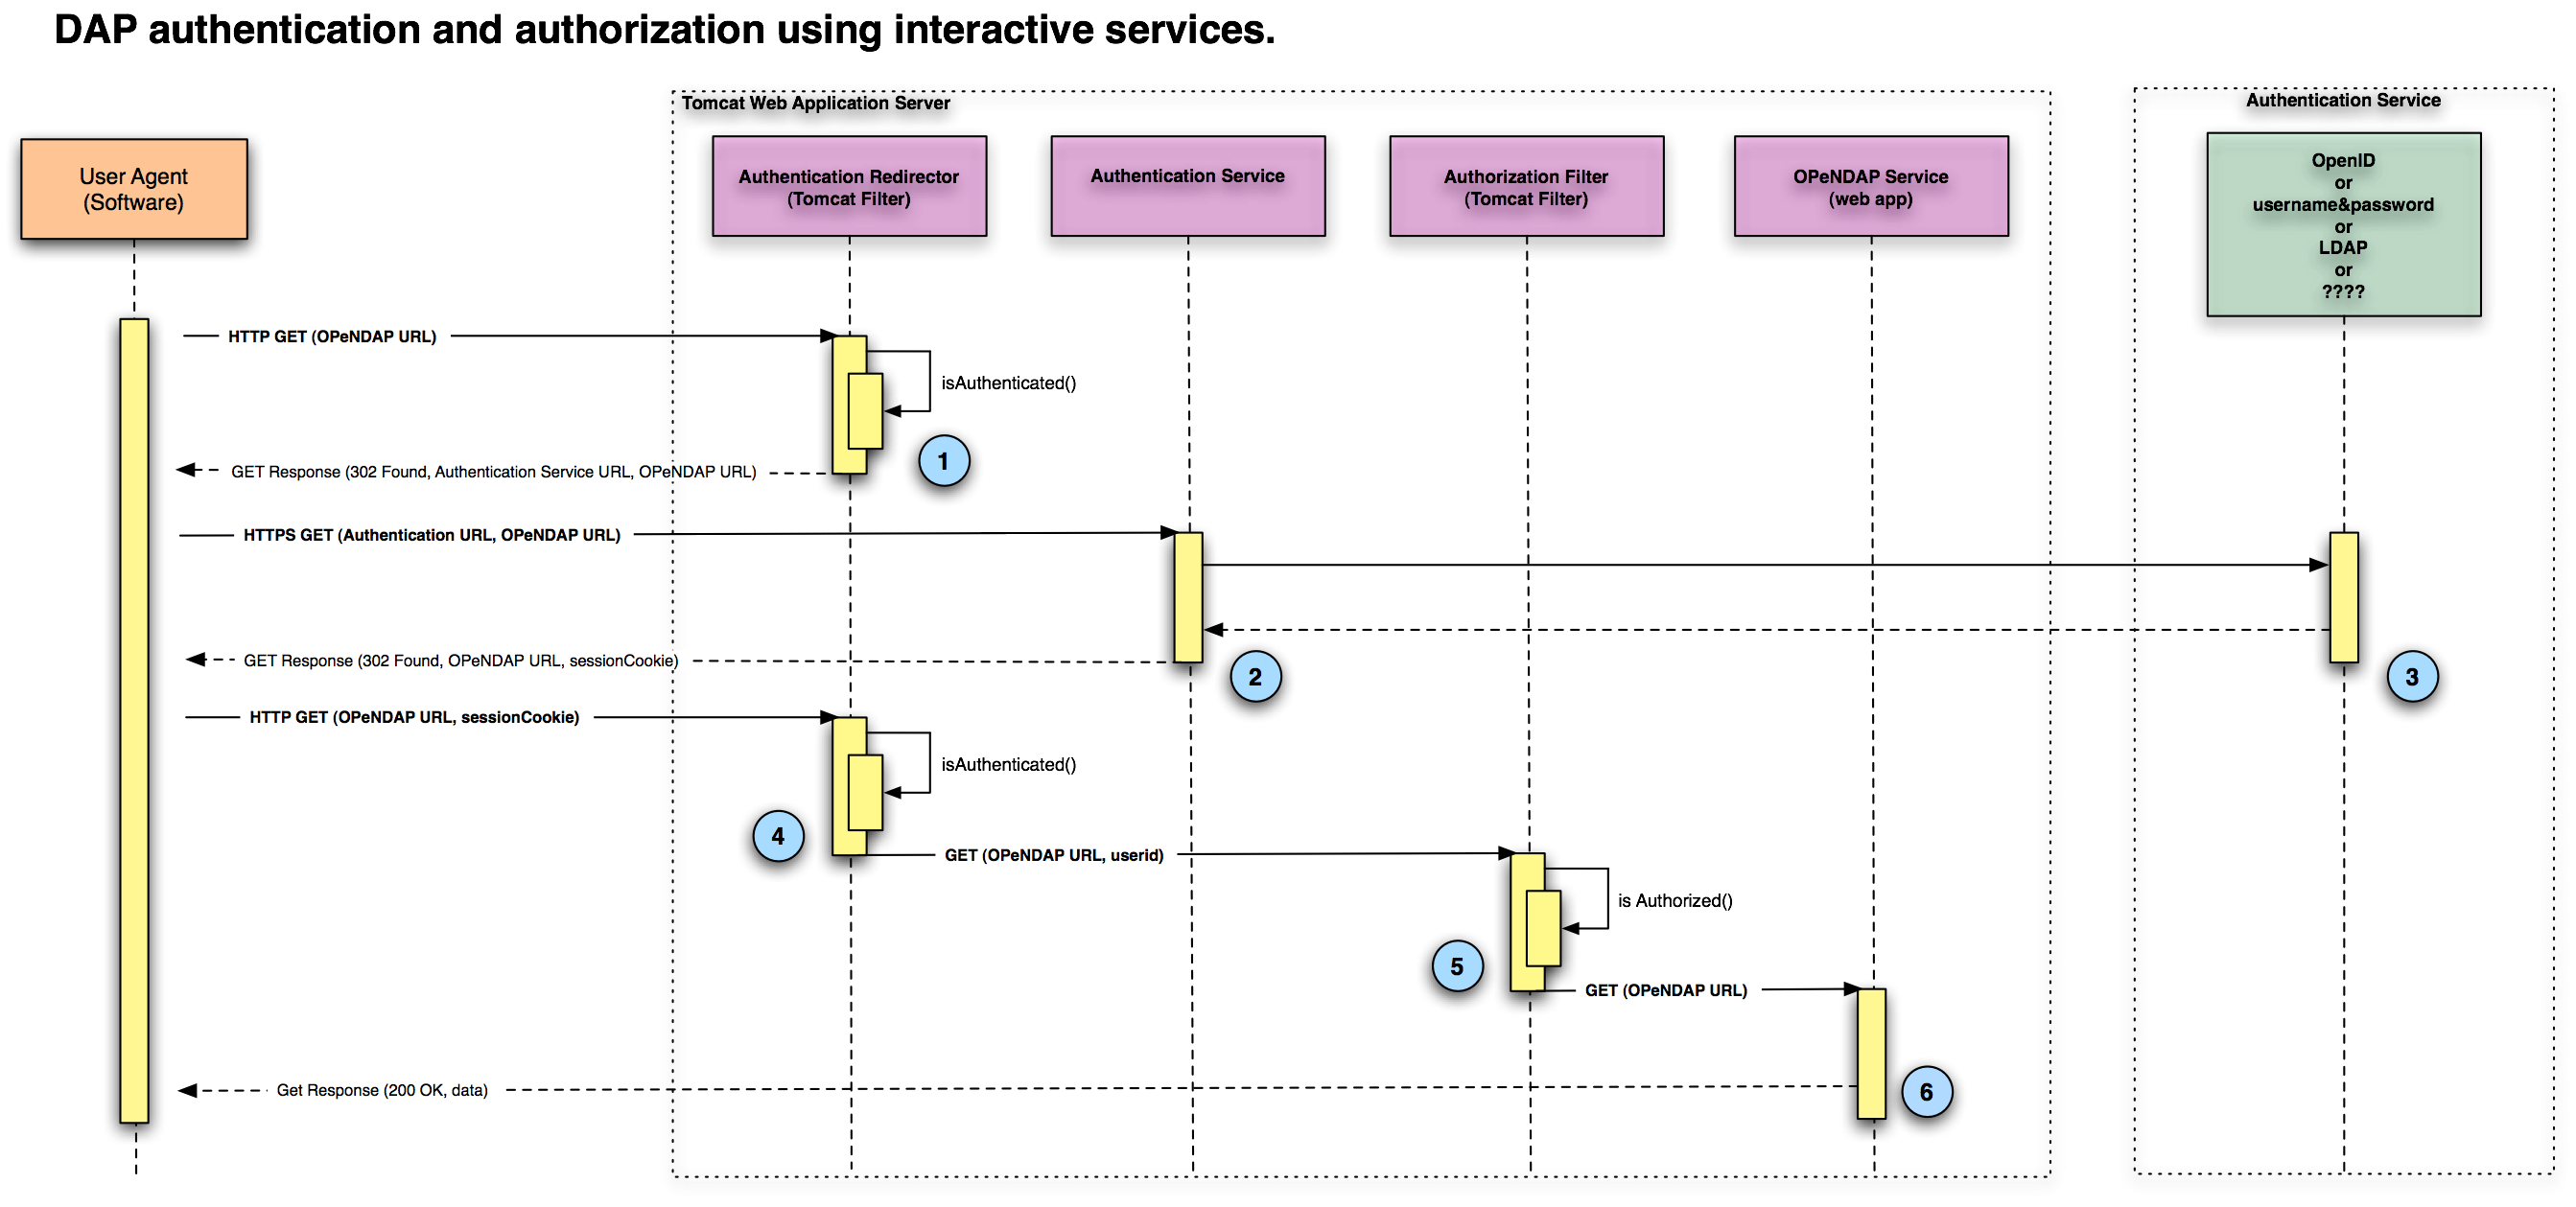 DAP authentication and authorization using interactive services.
Tomcat Web Application Server
Authentication Service
User Agent
(Software)
Authentication Redirector
(Tomcat Filter)
Authentication Service
Authorization Filter
(Tomcat Filter)
OPeNDAP Service
(web app)
OpenID
or
username&password
or
LDAP
or
????
HTTP GET (OPeNDAP URL)
isAuthenticated()
1
GET Response (302 Found, Authentication Service URL, OPeNDAP URL)
HTTPS GET (Authentication URL, OPeNDAP URL)
GET Response (302 Found, OPeNDAP URL, sessionCookie)
2
3
HTTP GET (OPeNDAP URL, sessionCookie)
isAuthenticated()
4
GET (OPeNDAP URL, userid)
is Authorized()
5
GET (OPeNDAP URL)
Get Response (200 OK, data)
6